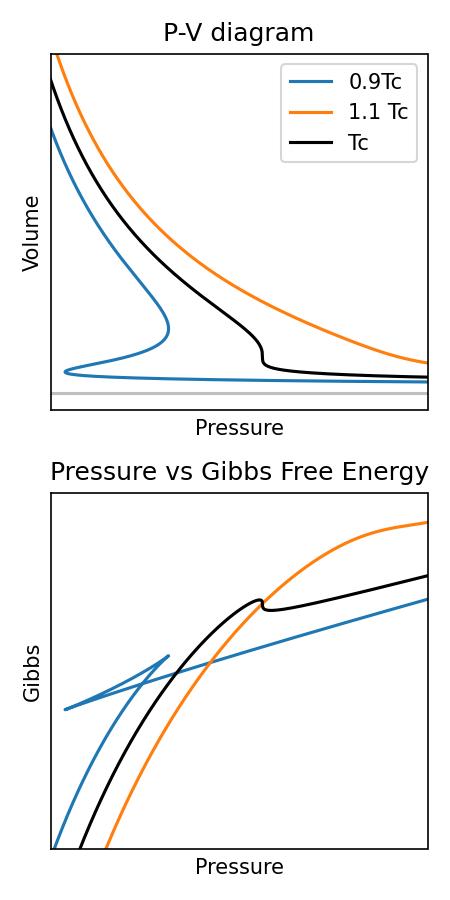 P-V diagram
0.9Tc
1.1 Tc
Tc
Volume
Pressure
Pressure vs Gibbs Free Energy
Gibbs
Pressure